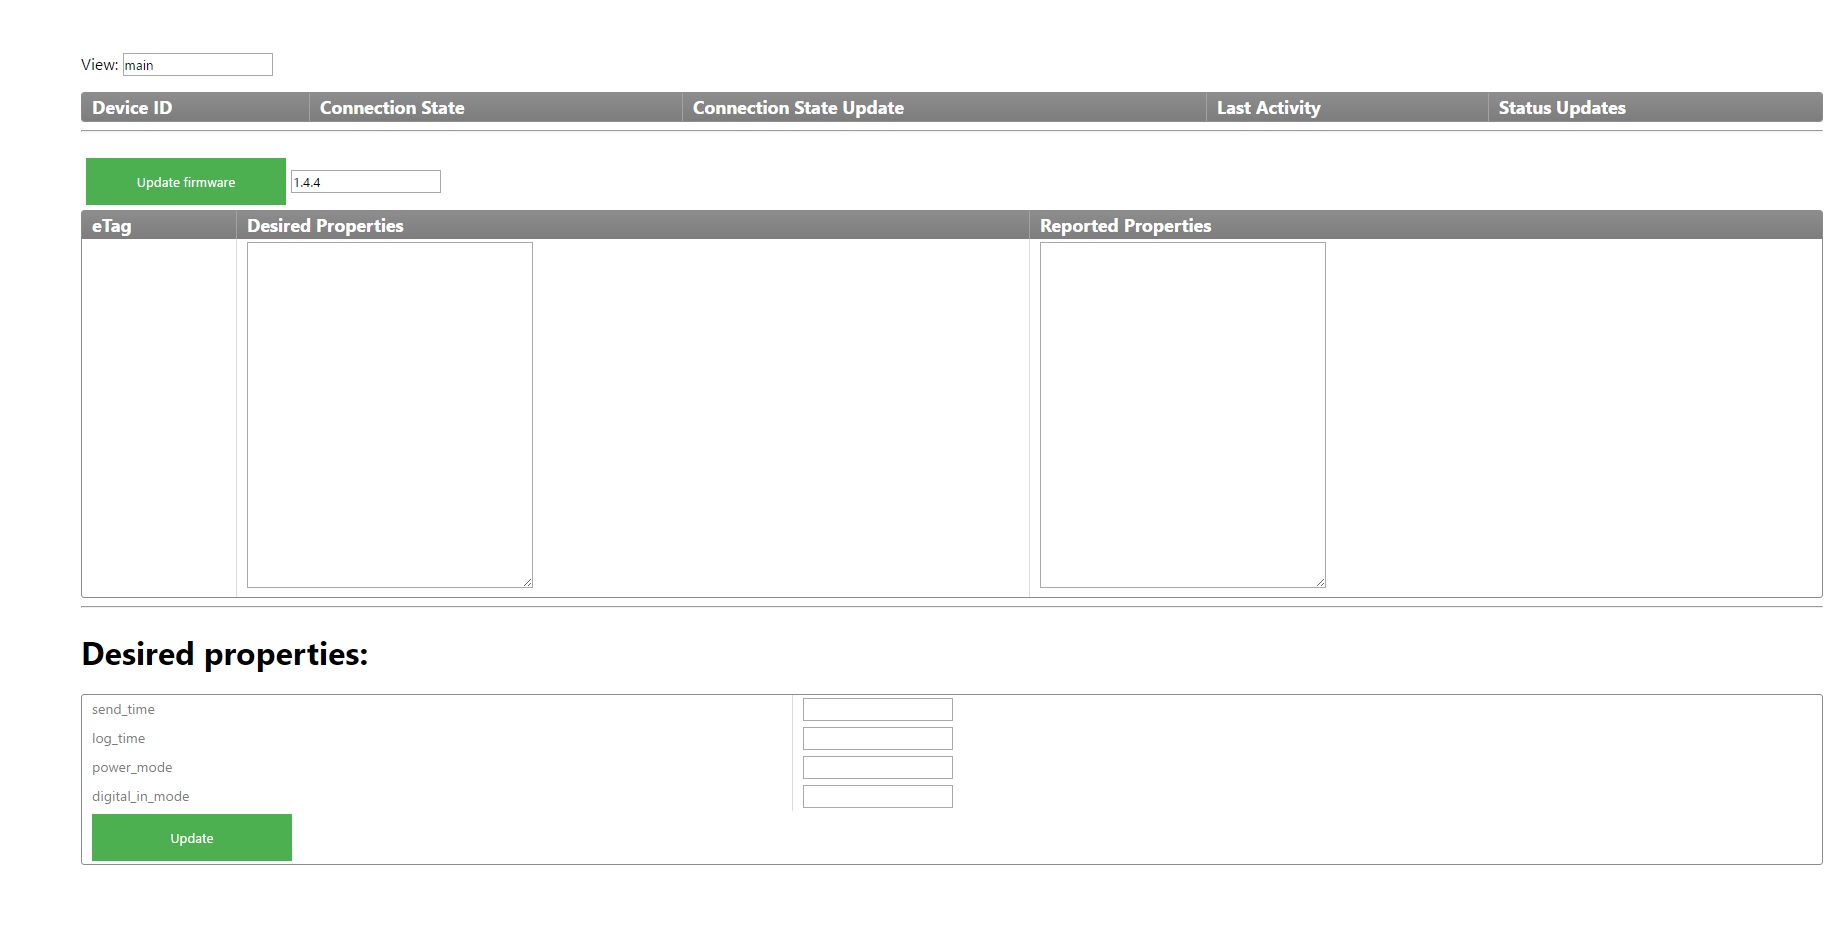 View: main
Device ID Connection State Connection State Update Last Activity Status Updates
Update firmware 1.4.4
eTag Desired Properties Reported Properties
Desired properties:
send_time
log_time
power_mode
digital_in_mode
Update